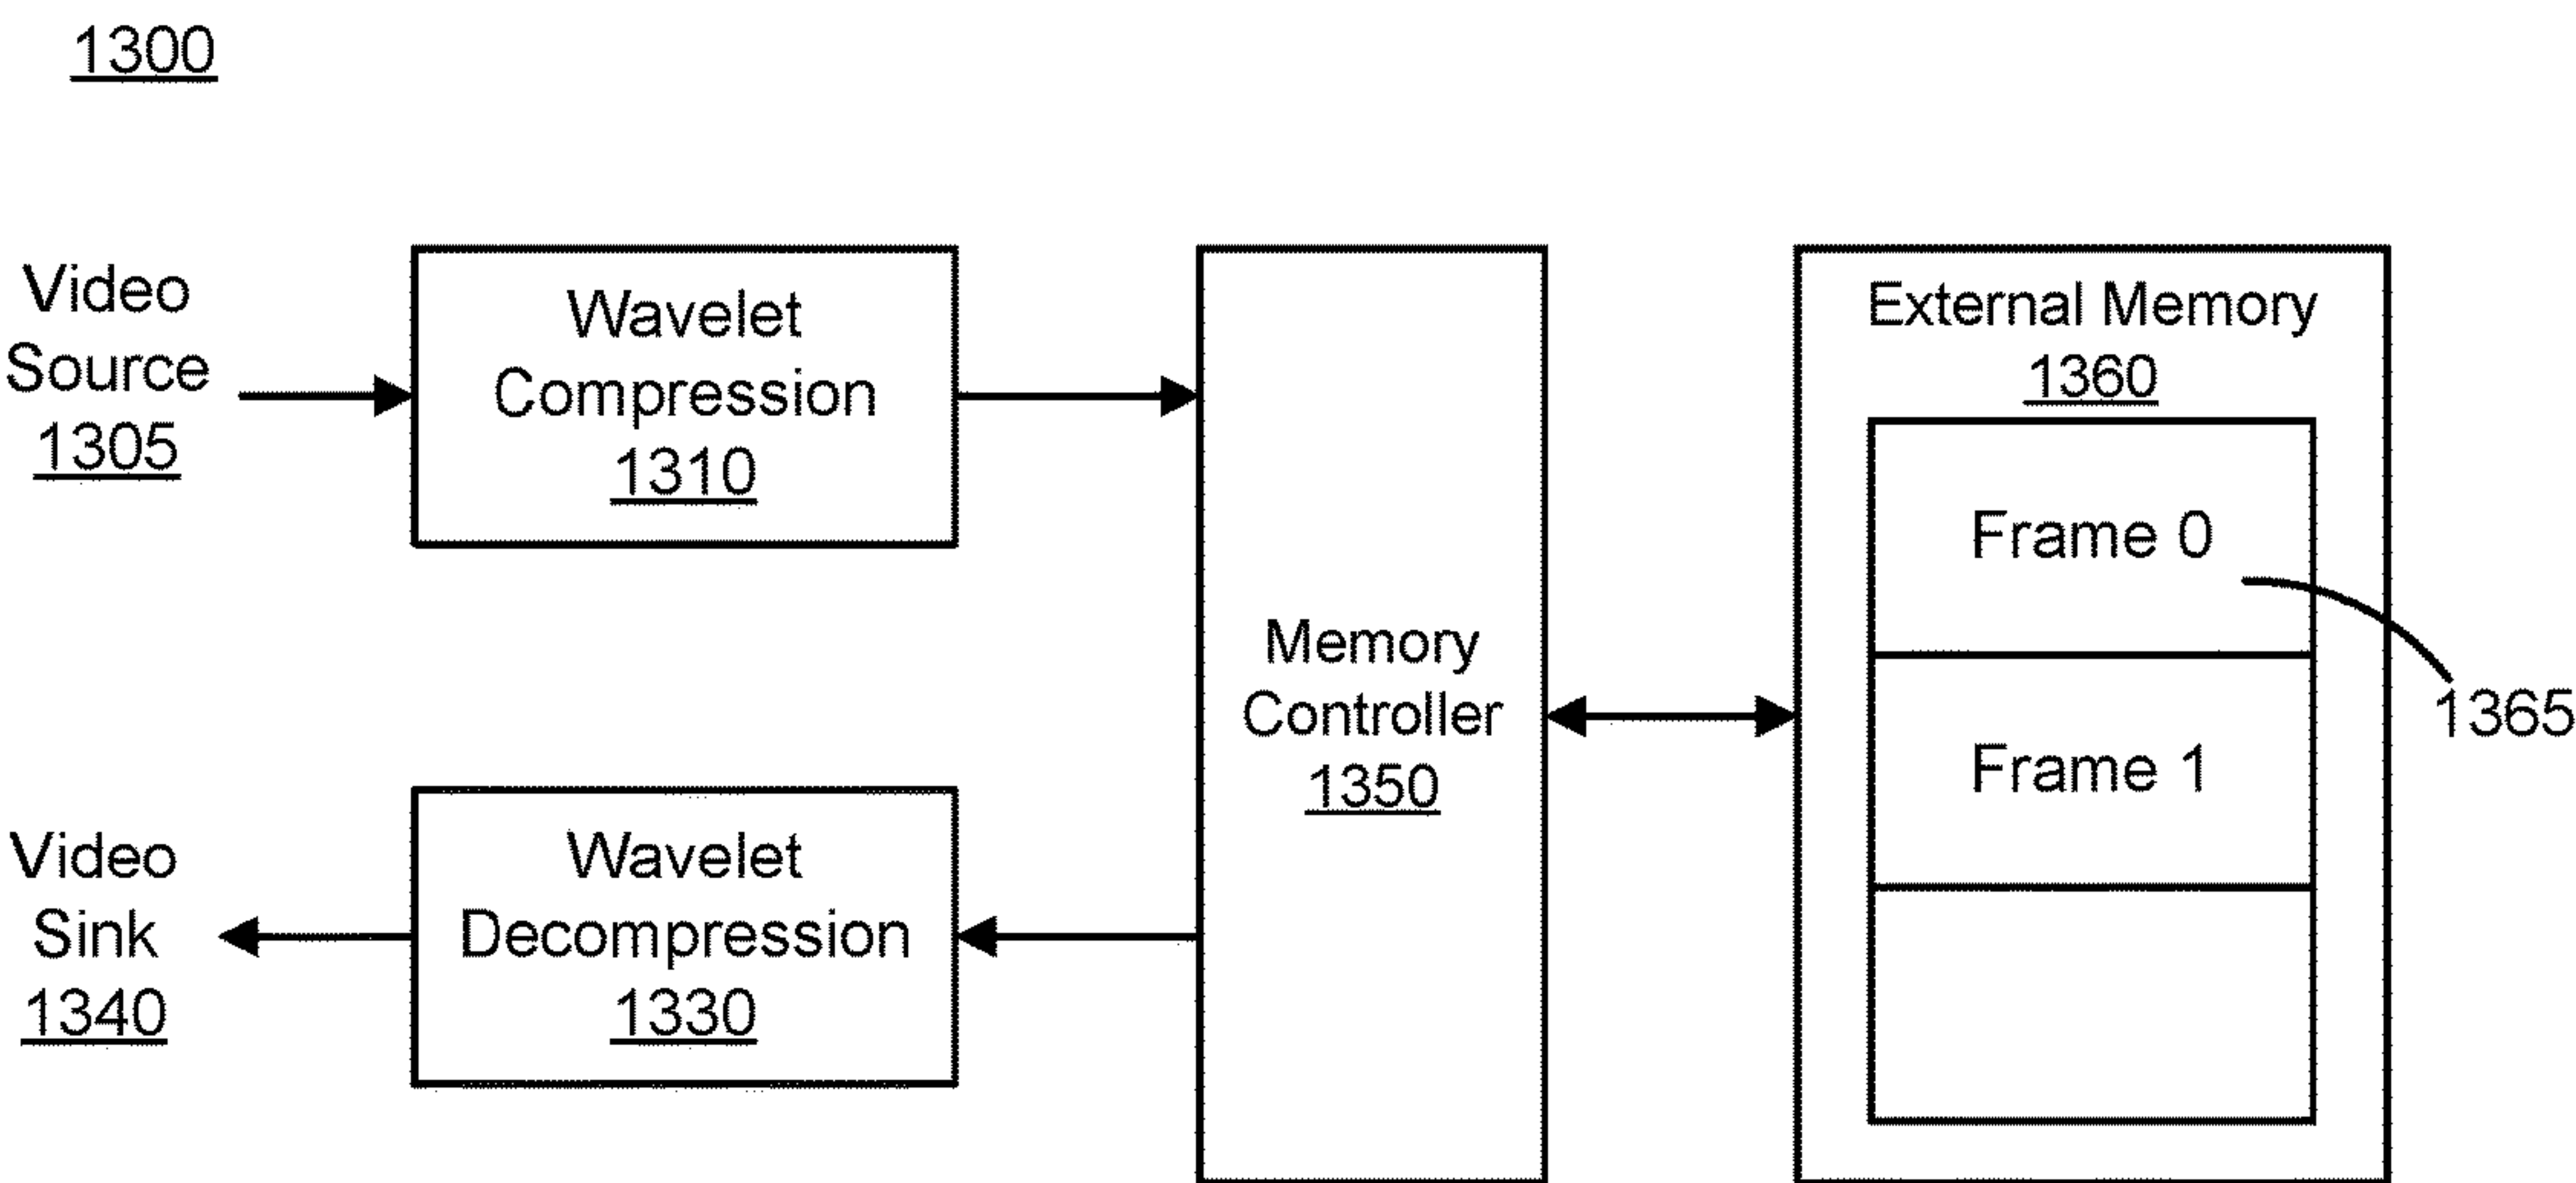 1300
Video
Source
1305
Wavelet
Compression
1310
Memory
Controller
1350
External Memory
1360
Frame 0
Frame 1
1365
Video
Sink
1340
Wavelet
Decompression
1330